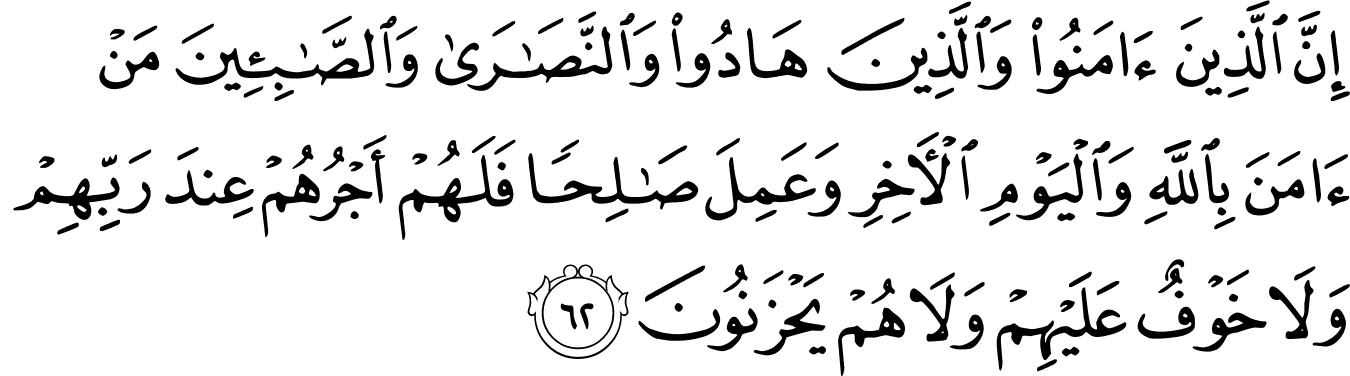 إِنَّ ٱلَّذِينَ ءَامَنُوا۟ وَٱلَّذِينَ هَادُوا۟ وَٱلنَّصَـٰرَىٰ وَٱلصَّـٰبِـِٔينَ مَنْ
ءَامَنَ بِٱللَّهِ وَٱلْيَوْمِ ٱلْـَٔاخِرِ وَعَمِلَ صَـٰلِحًا فَلَهُمْ أَجْرُهُمْ عِندَ رَبِّهِمْ
وَلَا خَوْفٌ عَلَيْهِمْ وَلَا هُمْ يَحْزَنُونَ ٦٢